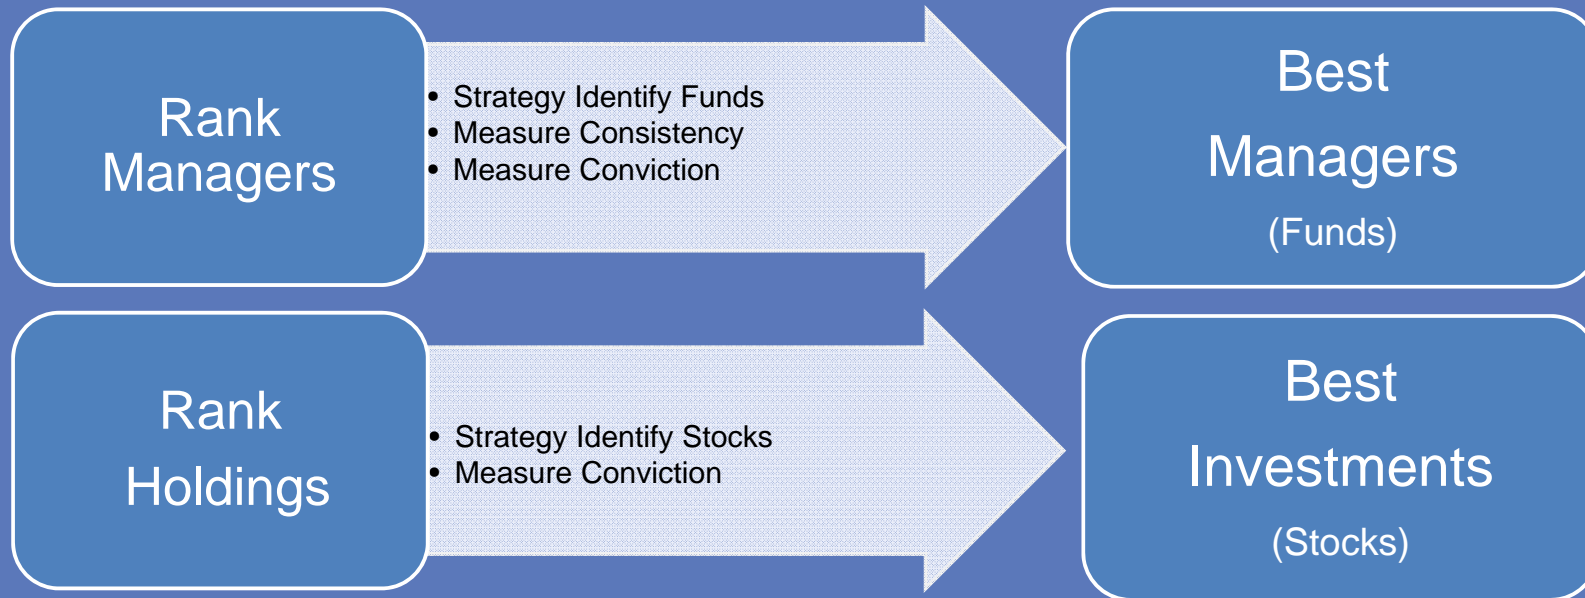 Rank
Managers
• Strategy Identify Funds
• Measure Consistency
• Measure Conviction
Best
Managers
(Funds)
Rank
Holdings
• Strategy Identify Stocks
• Measure Conviction
Best
Investments
(Stocks)